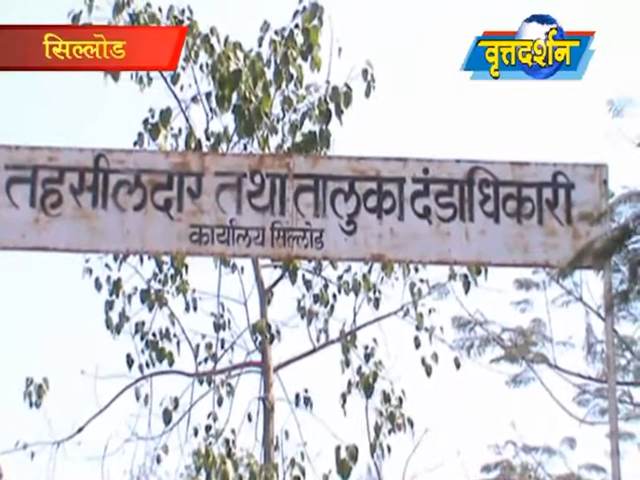 सिल्लोड
वृत्तदर्शन
तहसीलदार तथा तालुका दंडाधिकारी
कार्यालय सिल्लोड